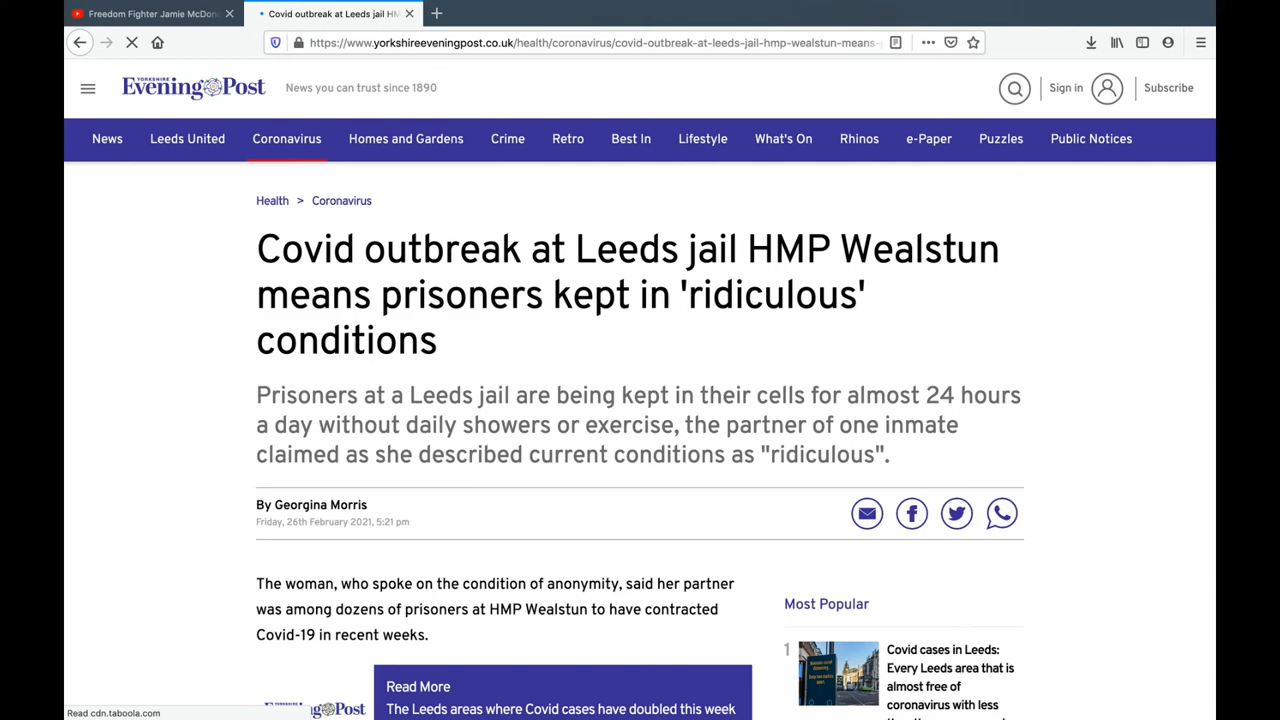 Freedom Fighter Jamie McDon
Covid outbreak at Leeds jail HM
https://www.yorkshireeveningpost.co.uk/health/coronavirus/covid-outbreak-at-leeds-jail-hmp-wealstun-means-
YORKSHIRE
Evening Post
News you can trust since 1890
Sign in
Subscribe
News Leeds United Coronavirus Homes and Gardens Crime Retro Best In Lifestyle What's On Rhinos e-Paper Puzzles Public Notices
Health > Coronavirus
Covid outbreak at Leeds jail HMP Wealstun
means prisoners kept in 'ridiculous'
conditions
Prisoners at a Leeds jail are being kept in their cells for almost 24 hours
a day without daily showers or exercise, the partner of one inmate
claimed as she described current conditions as "ridiculous".
By Georgina Morris
Friday, 26th February 2021, 5:21 pm
The woman, who spoke on the condition of anonymity, said her partner
was among dozens of prisoners at HMP Wealstun to have contracted
Covid-19 in recent weeks.
Most Popular
1
Covid cases in Leeds:
Every Leeds area that is
almost free of
coronavirus with less
Read More
The Leeds areas where Covid cases have doubled this week
Post
Read cdn.taboola.com